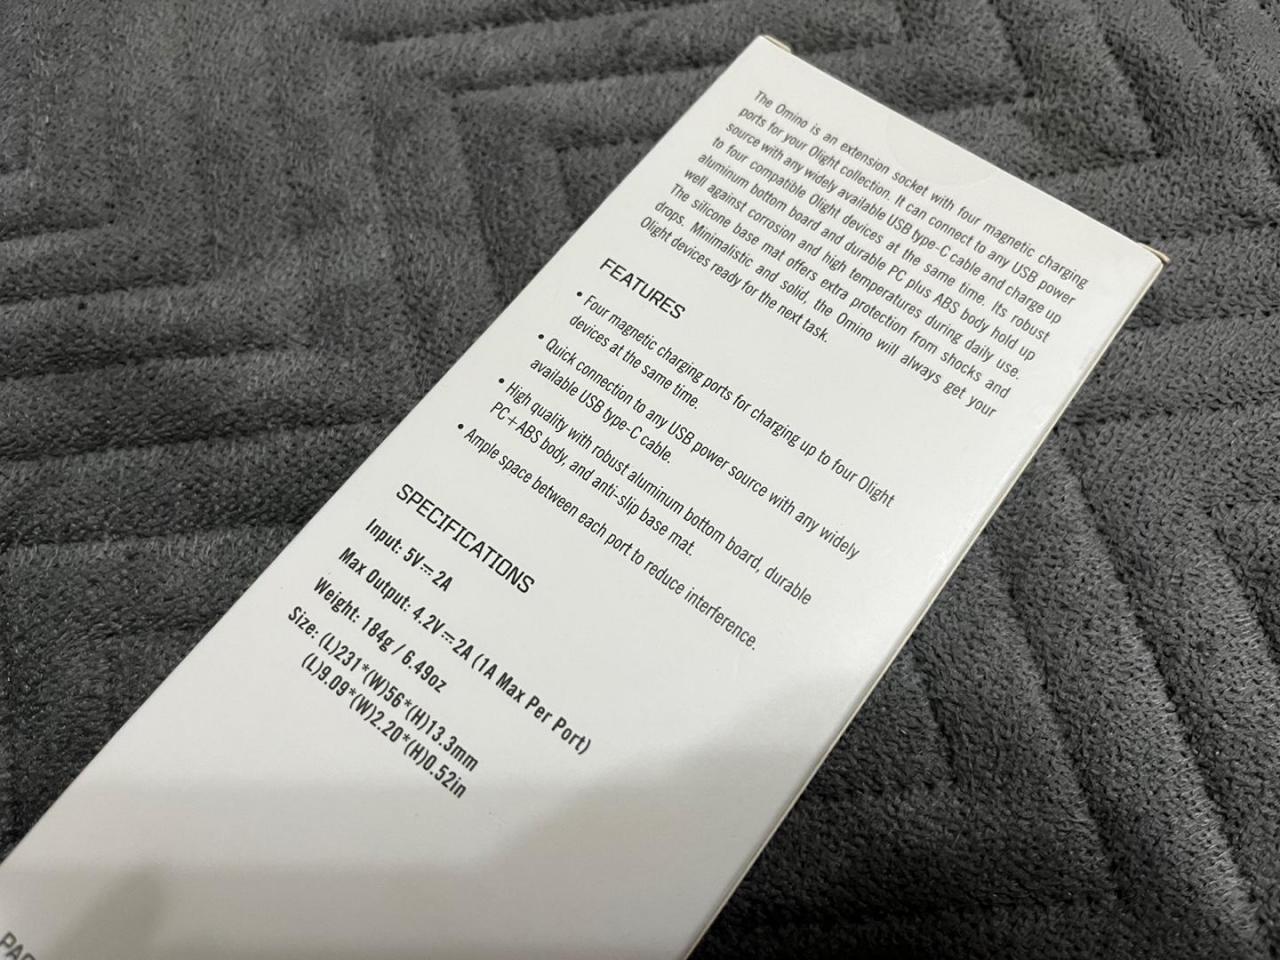 The Omino is an extension socket with four magnetic charging
ports for your Olight collection. It can connect to any USB power
source with any widely available USB type-C cable and charge up
to four compatible Olight devices at the same time. Its robust
aluminum bottom board and durable PC plus ABS body hold up
well against corrosion and high temperatures during daily use.
The silicone base mat offers extra protection from shocks and
drops. Minimalistic and solid, the Omino will always get your
Olight devices ready for the next task.
FEATURES
• Four magnetic charging ports for charging up to four Olight
devices at the same time.
• Quick connection to any USB power source with any widely
available USB type-C cable.
• High quality with robust aluminum bottom board, durable
PC+ABS body, and anti-slip base mat.
• Ample space between each port to reduce interference.
SPECIFICATIONS
Input: 5V⎓2A
Max Output: 4.2V⎓2A (1A Max Per Port)
Weight: 184g / 6.49oz
Size: (L)231*(W)56*(H)13.3mm
(L)9.09*(W)2.20*(H)0.52in